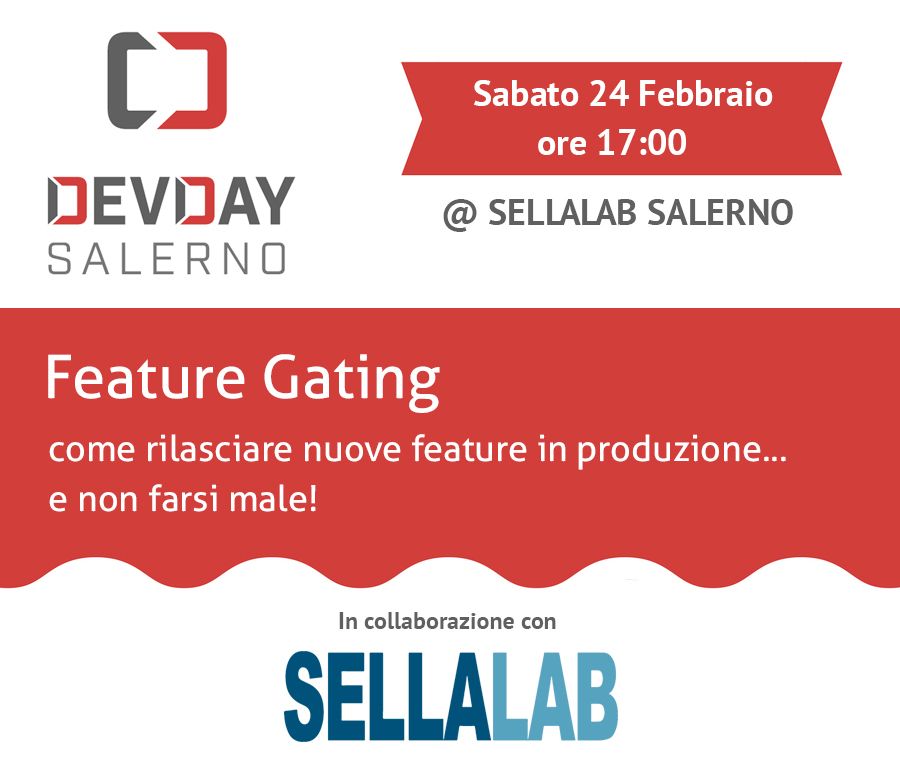 DEVDAY
SALERNO
Sabato 24 Febbraio
ore 17:00
@ SELLALAB SALERNO
Feature Gating
come rilasciare nuove feature in produzione...
e non farsi male!
In collaborazione con
SELLALAB